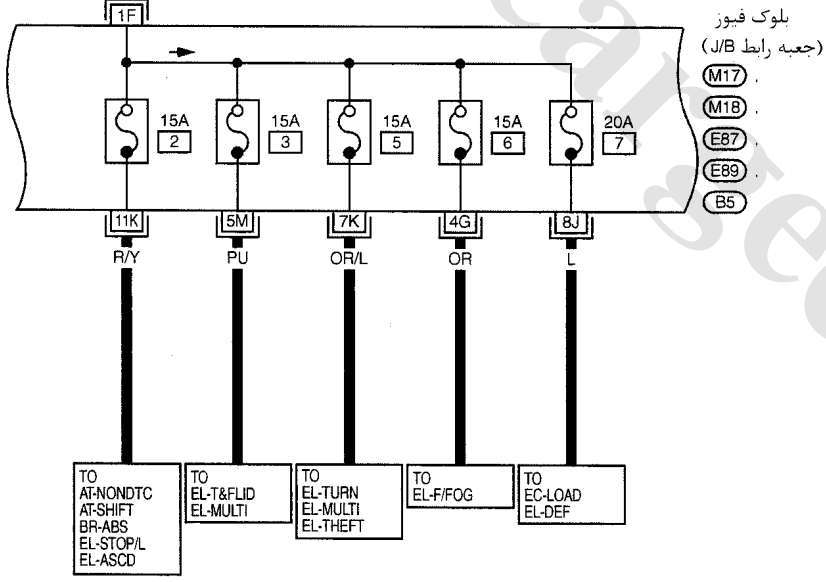 1F
بلوک فیوز
(جعبه رابط J/B)
M17 .
M18 .
E87 .
E89 .
B5
15A
2
15A
3
15A
5
15A
6
20A
7
11K
5M
7K
4G
8J
R/Y
PU
OR/L
OR
L
TO
AT-NONDTC
AT-SHIFT
BR-ABS
EL-STOP/L
EL-ASCD
TO
EL-T&FLID
EL-MULTI
TO
EL-TURN
EL-MULTI
EL-THEFT
TO
EL-F/FOG
TO
EC-LOAD
EL-DEF